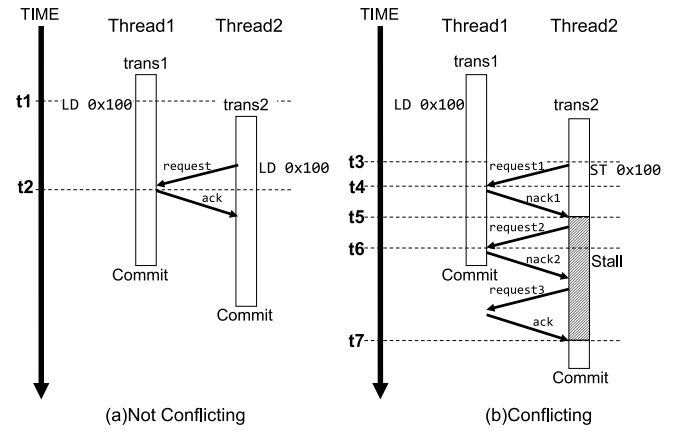 TIME Thread1 Thread2
trans1
t1 LD 0x100 trans2
request LD 0x100
t2 ack
Commit
Commit
(a)Not Conflicting
TIME Thread1 Thread2
trans1
LD 0x100 trans2
t3 request1 ST 0x100
t4
nack1
t5
request2
t6
nack2 Stall
Commit
request3
ack
t7
Commit
(b)Conflicting